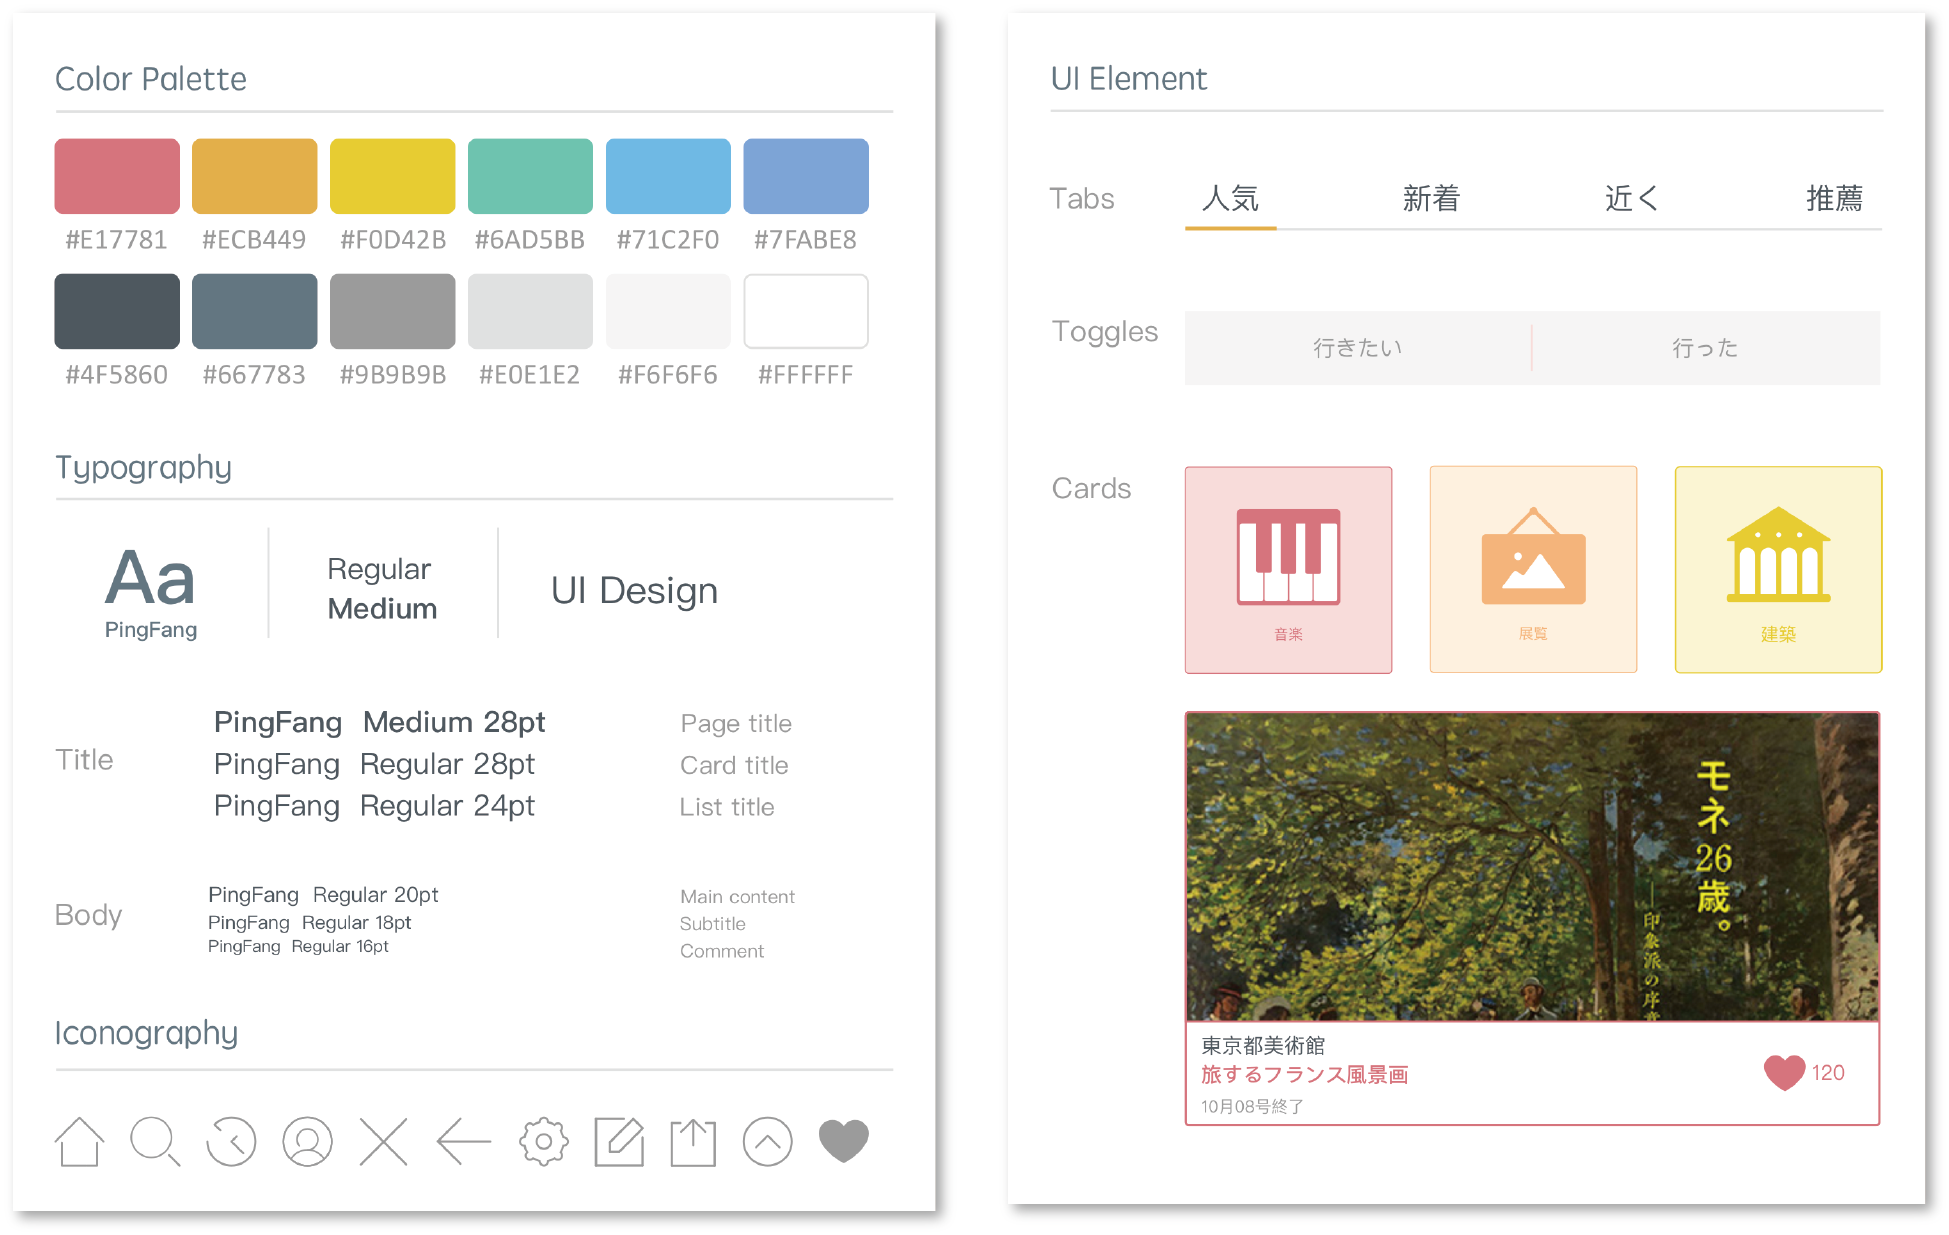 Color Palette
#E17781 #ECB449 #F0D42B #6AD5BB #71C2F0 #7FABE8
#4F5860 #667783 #9B9B9B #E0E1E2 #F6F6F6 #FFFFFF
Typography
Aa
PingFang
Regular
Medium
UI Design
Title
PingFang Medium 28pt Page title
PingFang Regular 28pt Card title
PingFang Regular 24pt List title
Body
PingFang Regular 20pt Main content
PingFang Regular 18pt Subtitle
PingFang Regular 16pt Comment
Iconography
UI Element
Tabs 人気 新着 近く 推薦
Toggles 行きたい 行った
Cards
音楽 展覧 建築
モネ26歳。
——印象派の序章
東京都美術館
旅するフランス風景画
120
10月08号終了